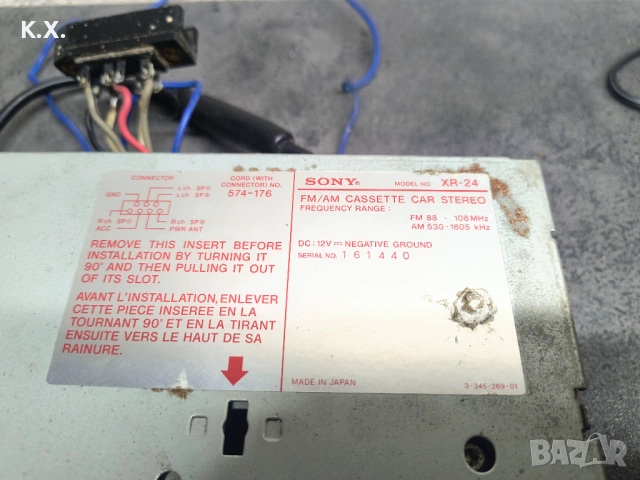 K.X.
CONNECTOR
Lch. SP⊖
Lch. SP⊕
GND
Rch SP⊖
Rch. SP⊕
ACC
PWR ANT
CORD (WITH
CONNECTOR) NO.
574-176
REMOVE THIS INSERT BEFORE
INSTALLATION BY TURNING IT
90° AND THEN PULLING IT OUT
OF ITS SLOT.
AVANT L'INSTALLATION, ENLEVER
CETTE PIECE INSEREE EN LA
TOURNANT 90° ET EN LA TIRANT
ENSUITE VERS LE HAUT DE SA
RAINURE.
SONY®
MODEL NO. XR-24
FM/AM CASSETTE CAR STEREO
FREQUENCY RANGE:
FM 88 - 108 MHz
AM 530-1605 kHz
DC: 12V ⎓ NEGATIVE GROUND
SERIAL NO. 161440
MADE IN JAPAN
3-345-269-01
BAZAR